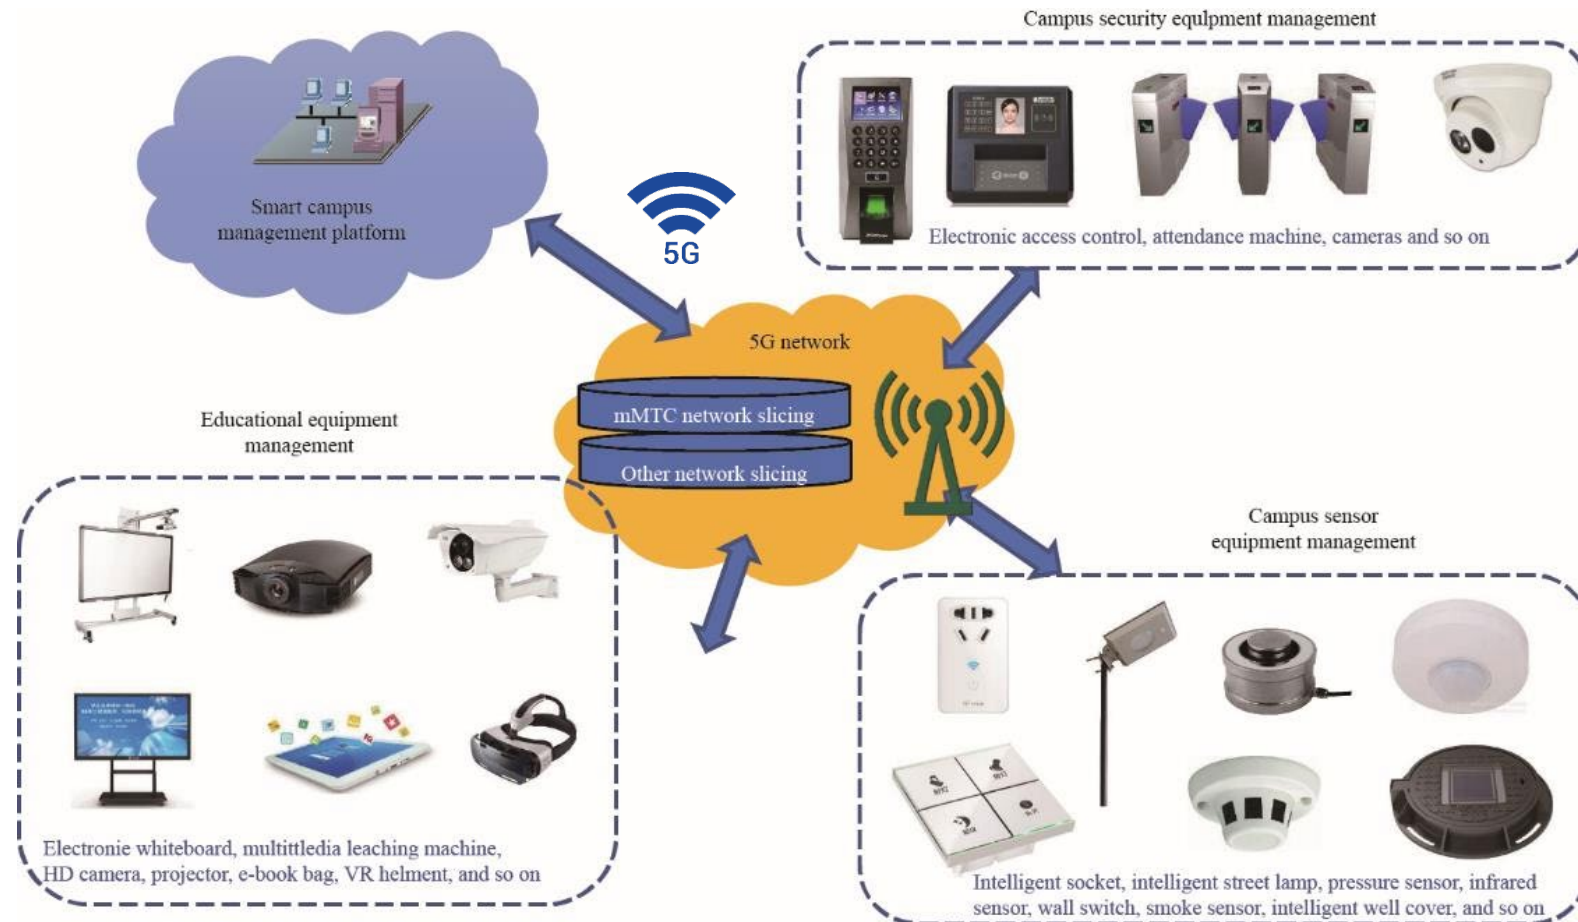 Campus security equlpment management
Electronic access control, attendance machine, cameras and so on
Smart campus
management platform
5G
5G network
mMTC network slicing
Other network slicing
Educational equipment
management
Electronie whiteboard, multittledia leaching machine,
HD camera, projector, e-book bag, VR helment, and so on
Campus sensor
equipment management
Intelligent socket, intelligent street lamp, pressure sensor, infrared
sensor, wall switch, smoke sensor, intelligent well cover, and so on